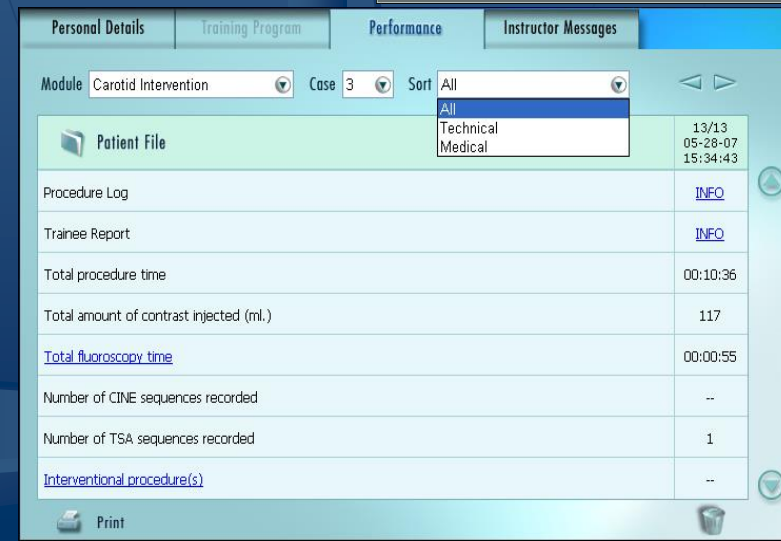 Personal Details Training Program Performance Instructor Messages
Module Carotid Intervention Case 3 Sort All
All
Technical
Medical
Patient File
13/13
05-28-07
15:34:43
Procedure Log INFO
Trainee Report INFO
Total procedure time 00:10:36
Total amount of contrast injected (ml.) 117
Total fluoroscopy time 00:00:55
Number of CINE sequences recorded --
Number of TSA sequences recorded 1
Interventional procedure(s) --
Print